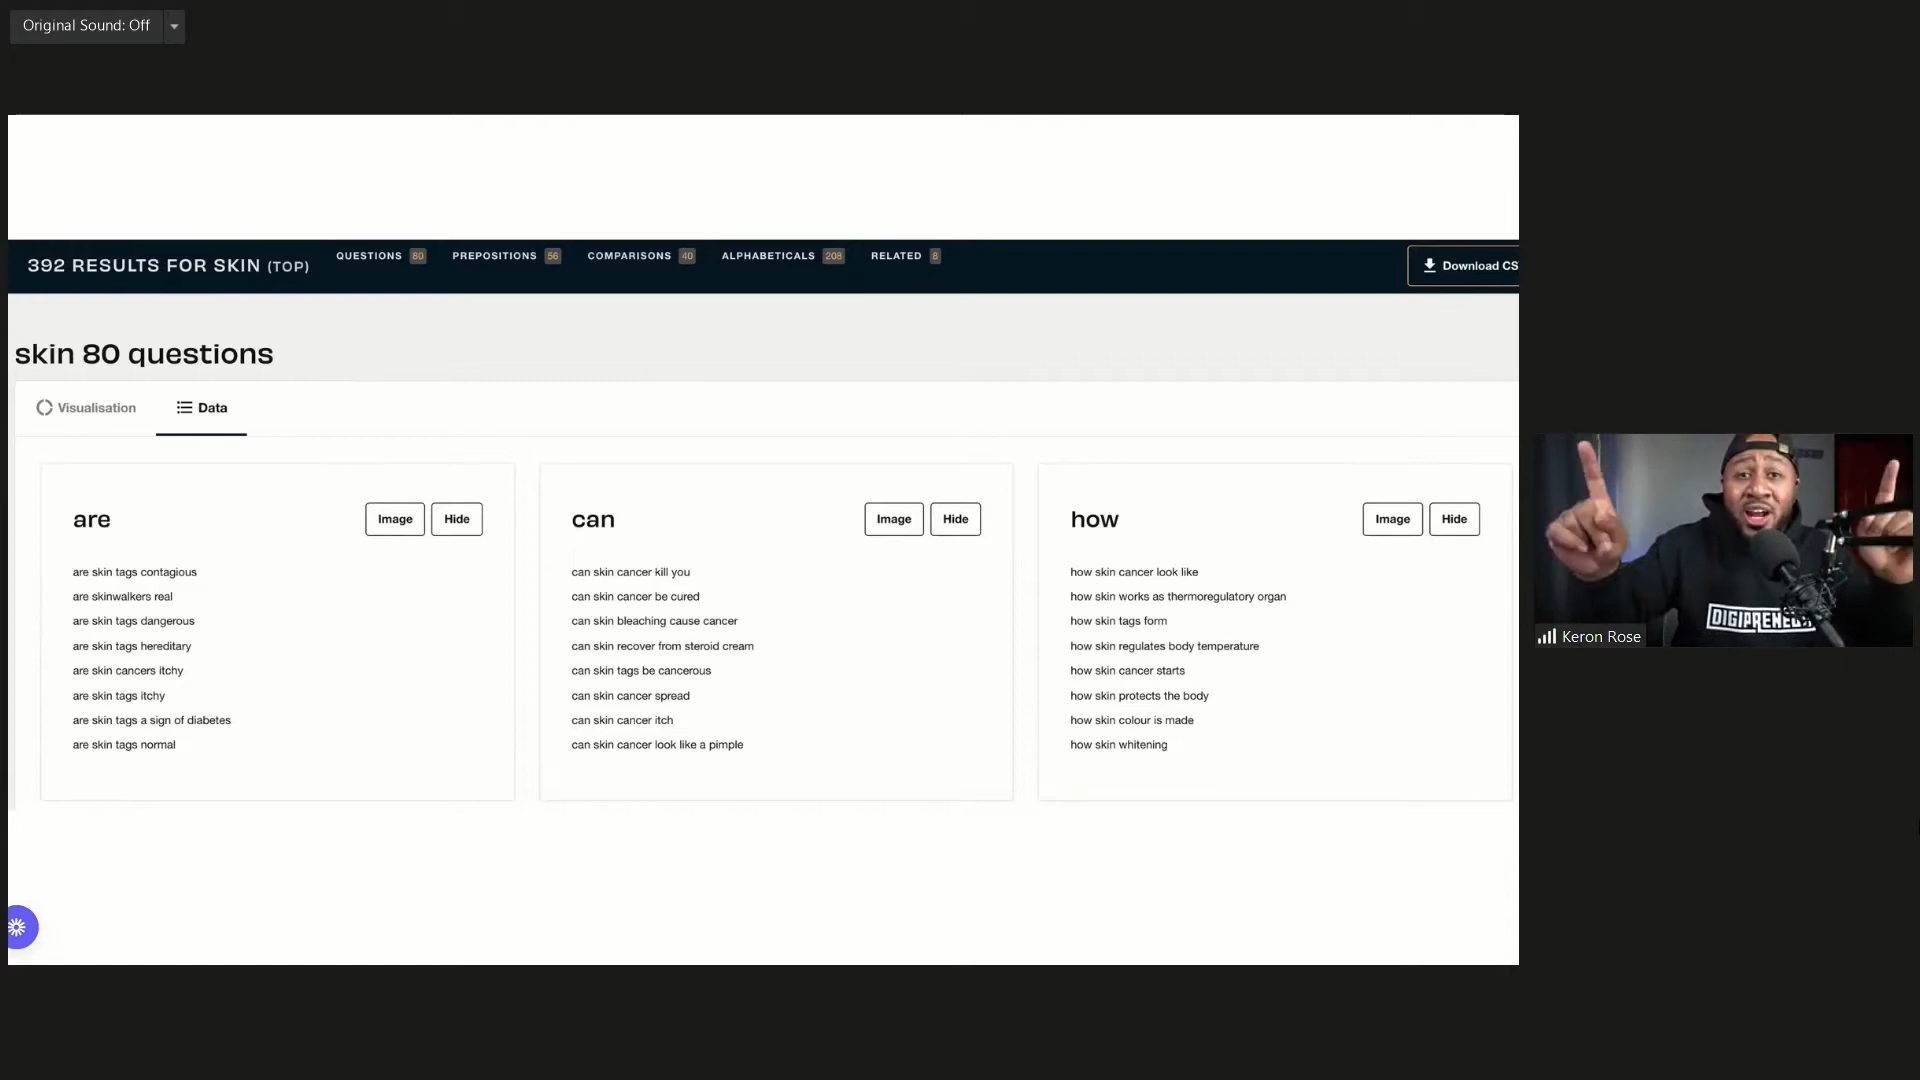 Original Sound: Off
392 RESULTS FOR SKIN (TOP)
QUESTIONS 80
PREPOSITIONS 56
COMPARISONS 40
ALPHABETICALS 208
RELATED 8
Download CS
skin 80 questions
Visualisation
Data
are
Image
Hide
are skin tags contagious
are skinwalkers real
are skin tags dangerous
are skin tags hereditary
are skin cancers itchy
are skin tags itchy
are skin tags a sign of diabetes
are skin tags normal
can
Image
Hide
can skin cancer kill you
can skin cancer be cured
can skin bleaching cause cancer
can skin recover from steroid cream
can skin tags be cancerous
can skin cancer spread
can skin cancer itch
can skin cancer look like a pimple
how
Image
Hide
how skin cancer look like
how skin works as thermoregulatory organ
how skin tags form
how skin regulates body temperature
how skin cancer starts
how skin protects the body
how skin colour is made
how skin whitening
DIGIPRENEU
Keron Rose